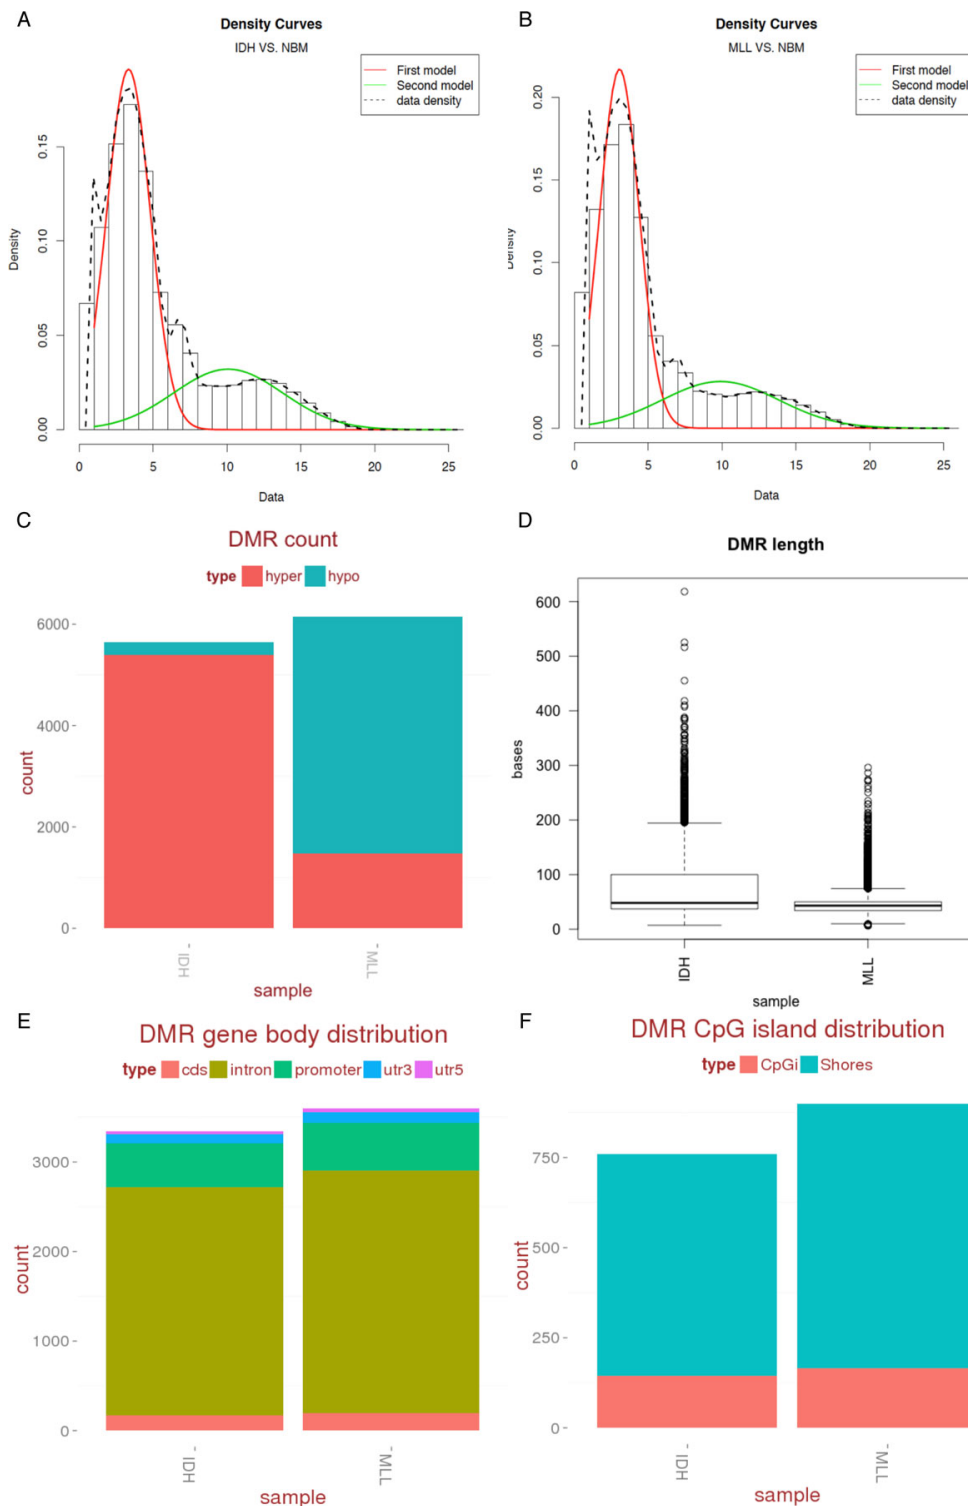 A
Density Curves
IDH VS. NBM
First model
Second model
data density
0.15
0.10
0.05
0.00
Density
0 5 10 15 20 25
Data
B
Density Curves
MLL VS. NBM
First model
Second model
data density
0.20
0.15
0.10
0.05
0.00
Density
0 5 10 15 20 25
Data
C
DMR count
type hyper hypo
6000
4000
2000
0
count
IDH
MLL
sample
D
DMR length
600
500
400
300
200
100
0
bases
IDH
MLL
sample
E
DMR gene body distribution
type cds intron promoter utr3 utr5
3000
2000
1000
0
count
IDH
MLL
sample
F
DMR CpG island distribution
type CpGi Shores
750
500
250
0
count
IDH
MLL
sample